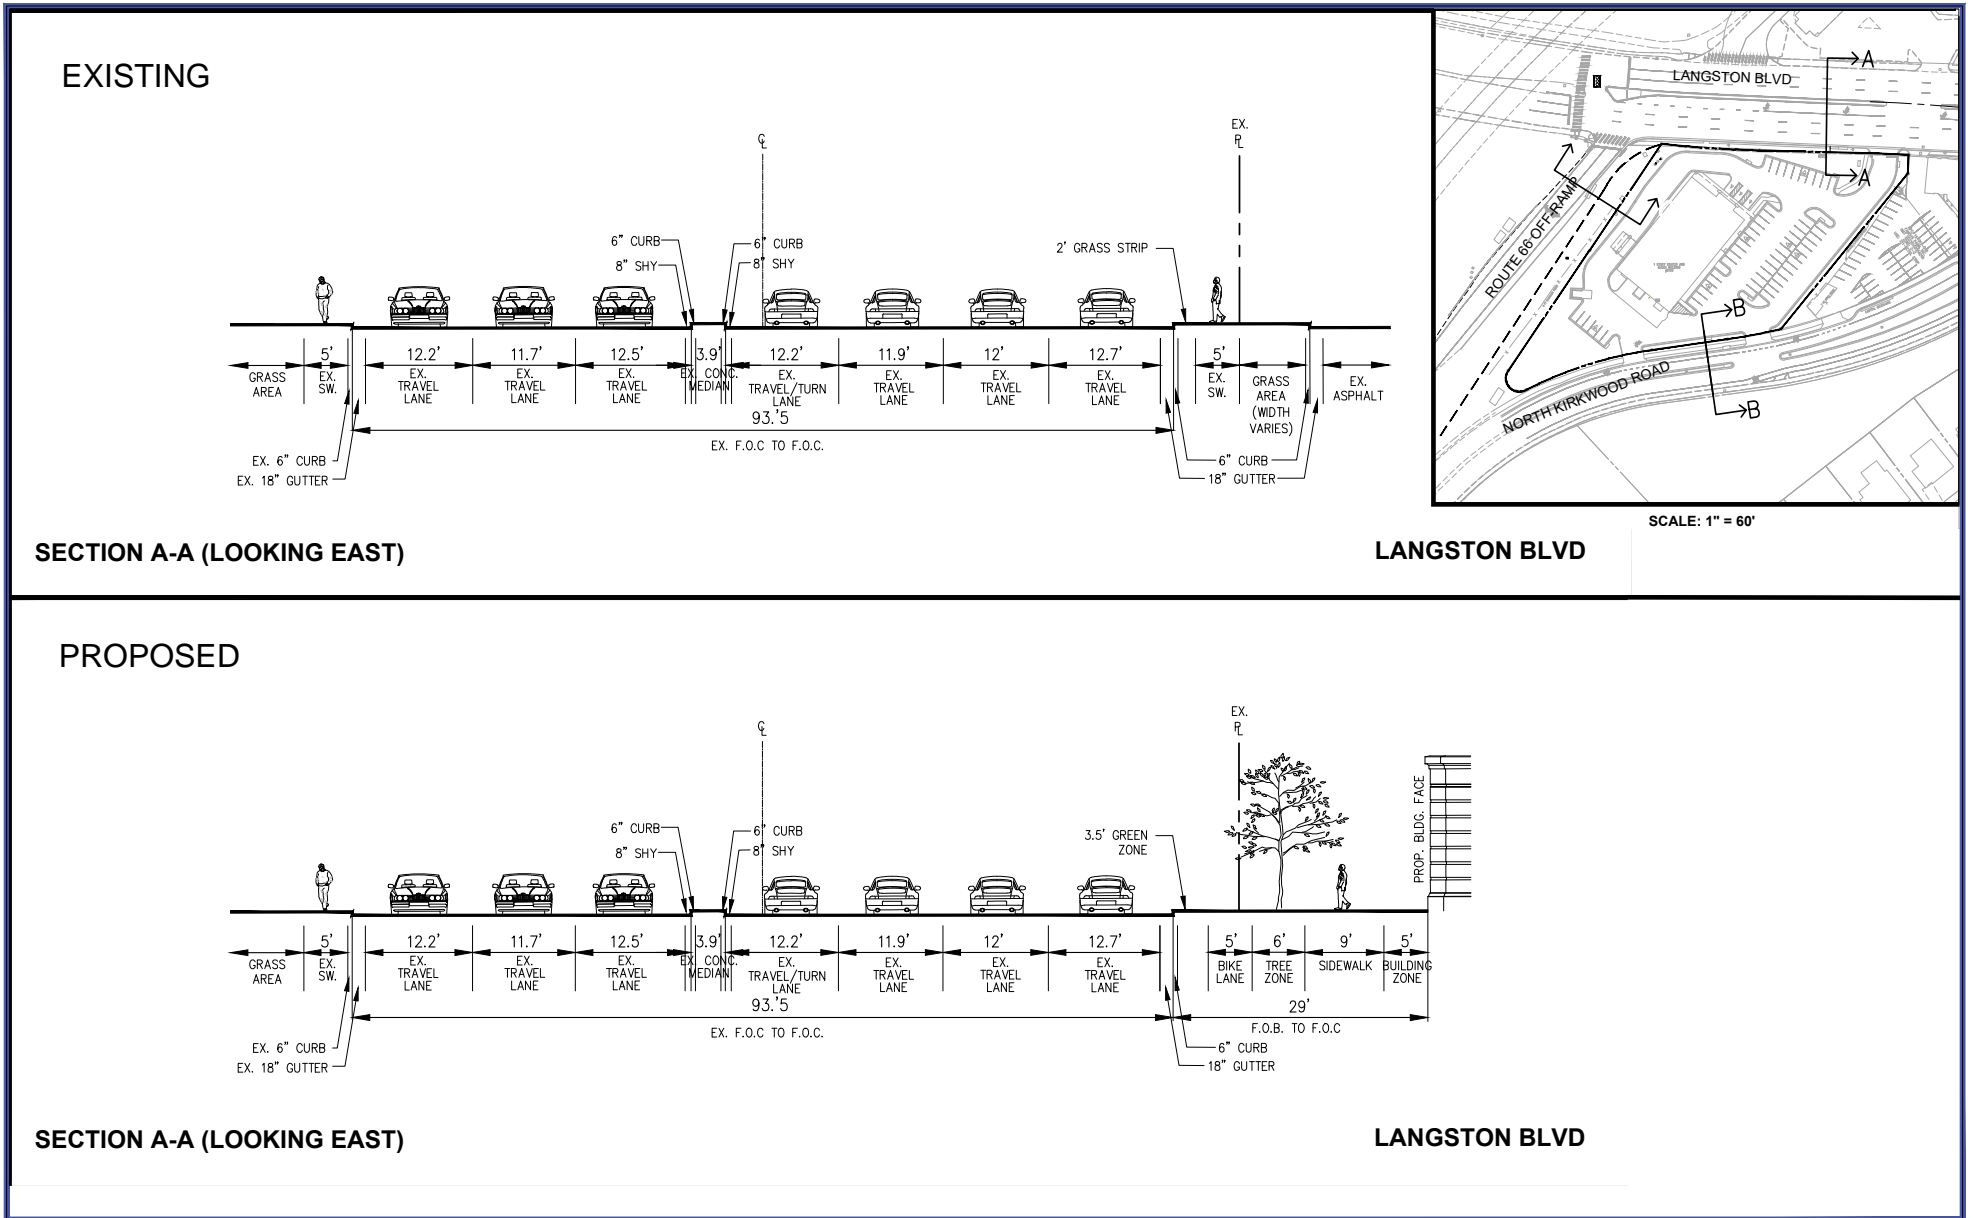 EXISTING
℄
EX.
PL
6” CURB
8” SHY
6” CURB
8” SHY
2’ GRASS STRIP
5’
12.2’
11.7’
12.5’
3.9’
12.2’
11.9’
12’
12.7’
5’
GRASS
AREA
EX.
SW.
EX.
TRAVEL
LANE
EX.
TRAVEL
LANE
EX.
TRAVEL
LANE
EX. CONC.
MEDIAN
EX.
TRAVEL/TURN
LANE
EX.
TRAVEL
LANE
EX.
TRAVEL
LANE
EX.
TRAVEL
LANE
EX.
SW.
GRASS
AREA
(WIDTH
VARIES)
EX.
ASPHALT
93.’5
EX. F.O.C TO F.O.C.
EX. 6” CURB
EX. 18” GUTTER
6” CURB
18” GUTTER
SECTION A-A (LOOKING EAST)
LANGSTON BLVD
LANGSTON BLVD
A
A
ROUTE 66 OFF-RAMP
B
B
NORTH KIRKWOOD ROAD
SCALE: 1" = 60'
PROPOSED
℄
EX.
PL
6” CURB
8” SHY
6” CURB
8” SHY
3.5’ GREEN
ZONE
PROP. BLDG. FACE
5’
12.2’
11.7’
12.5’
3.9’
12.2’
11.9’
12’
12.7’
5’
6’
9’
5’
GRASS
AREA
EX.
SW.
EX.
TRAVEL
LANE
EX.
TRAVEL
LANE
EX.
TRAVEL
LANE
EX. CONC.
MEDIAN
EX.
TRAVEL/TURN
LANE
EX.
TRAVEL
LANE
EX.
TRAVEL
LANE
EX.
TRAVEL
LANE
BIKE
LANE
TREE
ZONE
SIDEWALK
BUILDING
ZONE
93.’5
EX. F.O.C TO F.O.C.
29’
F.O.B. TO F.O.C
EX. 6” CURB
EX. 18” GUTTER
6” CURB
18” GUTTER
SECTION A-A (LOOKING EAST)
LANGSTON BLVD